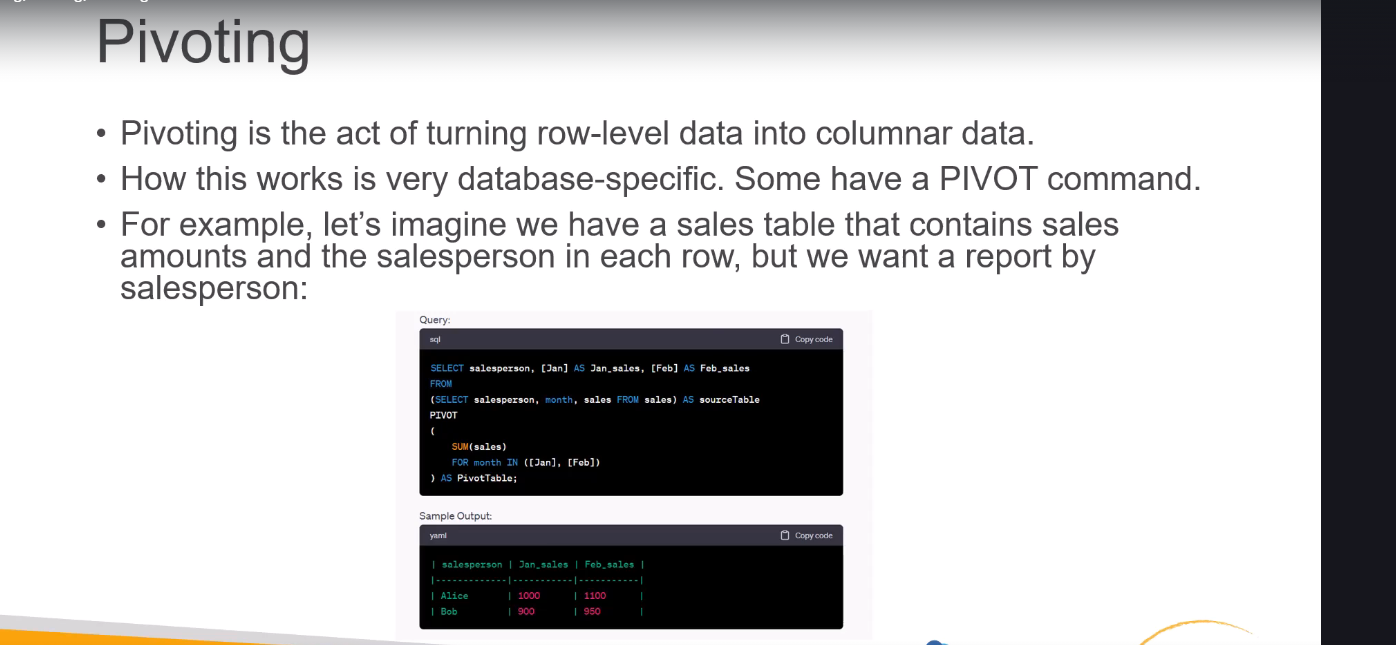 Pivoting
• Pivoting is the act of turning row-level data into columnar data.
• How this works is very database-specific. Some have a PIVOT command.
• For example, let’s imagine we have a sales table that contains sales
amounts and the salesperson in each row, but we want a report by
salesperson:
Query:
sql Copy code
SELECT salesperson, [Jan] AS Jan_sales, [Feb] AS Feb_sales
FROM
(SELECT salesperson, month, sales FROM sales) AS sourceTable
PIVOT
(
SUM(sales)
FOR month IN ([Jan], [Feb])
) AS PivotTable;
Sample Output:
yaml Copy code
| salesperson | Jan_sales | Feb_sales |
|-------------|-----------|-----------|
| Alice | 1000 | 1100 |
| Bob | 900 | 950 |